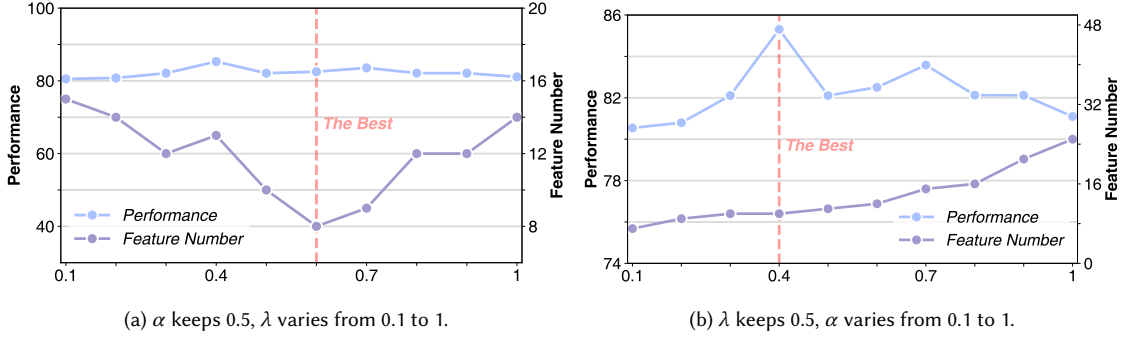 100
80
60
40
Performance
20
16
12
8
Feature Number
The Best
Performance
Feature Number
0.1
0.4
0.7
1
(a) α keeps 0.5, λ varies from 0.1 to 1.
86
82
78
74
Performance
48
32
16
0
Feature Number
The Best
Performance
Feature Number
0.1
0.4
0.7
1
(b) λ keeps 0.5, α varies from 0.1 to 1.